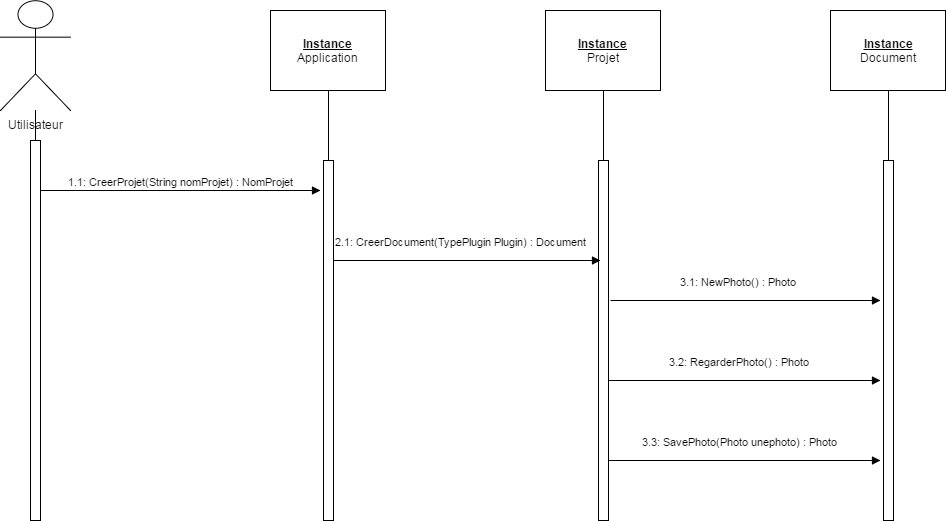 Instance
Application
Instance
Projet
Instance
Document
Utilisateur
1.1: CreerProjet(String nomProjet) : NomProjet
2.1: CreerDocument(TypePlugin Plugin) : Document
3.1: NewPhoto() : Photo
3.2: RegarderPhoto() : Photo
3.3: SavePhoto(Photo unephoto) : Photo